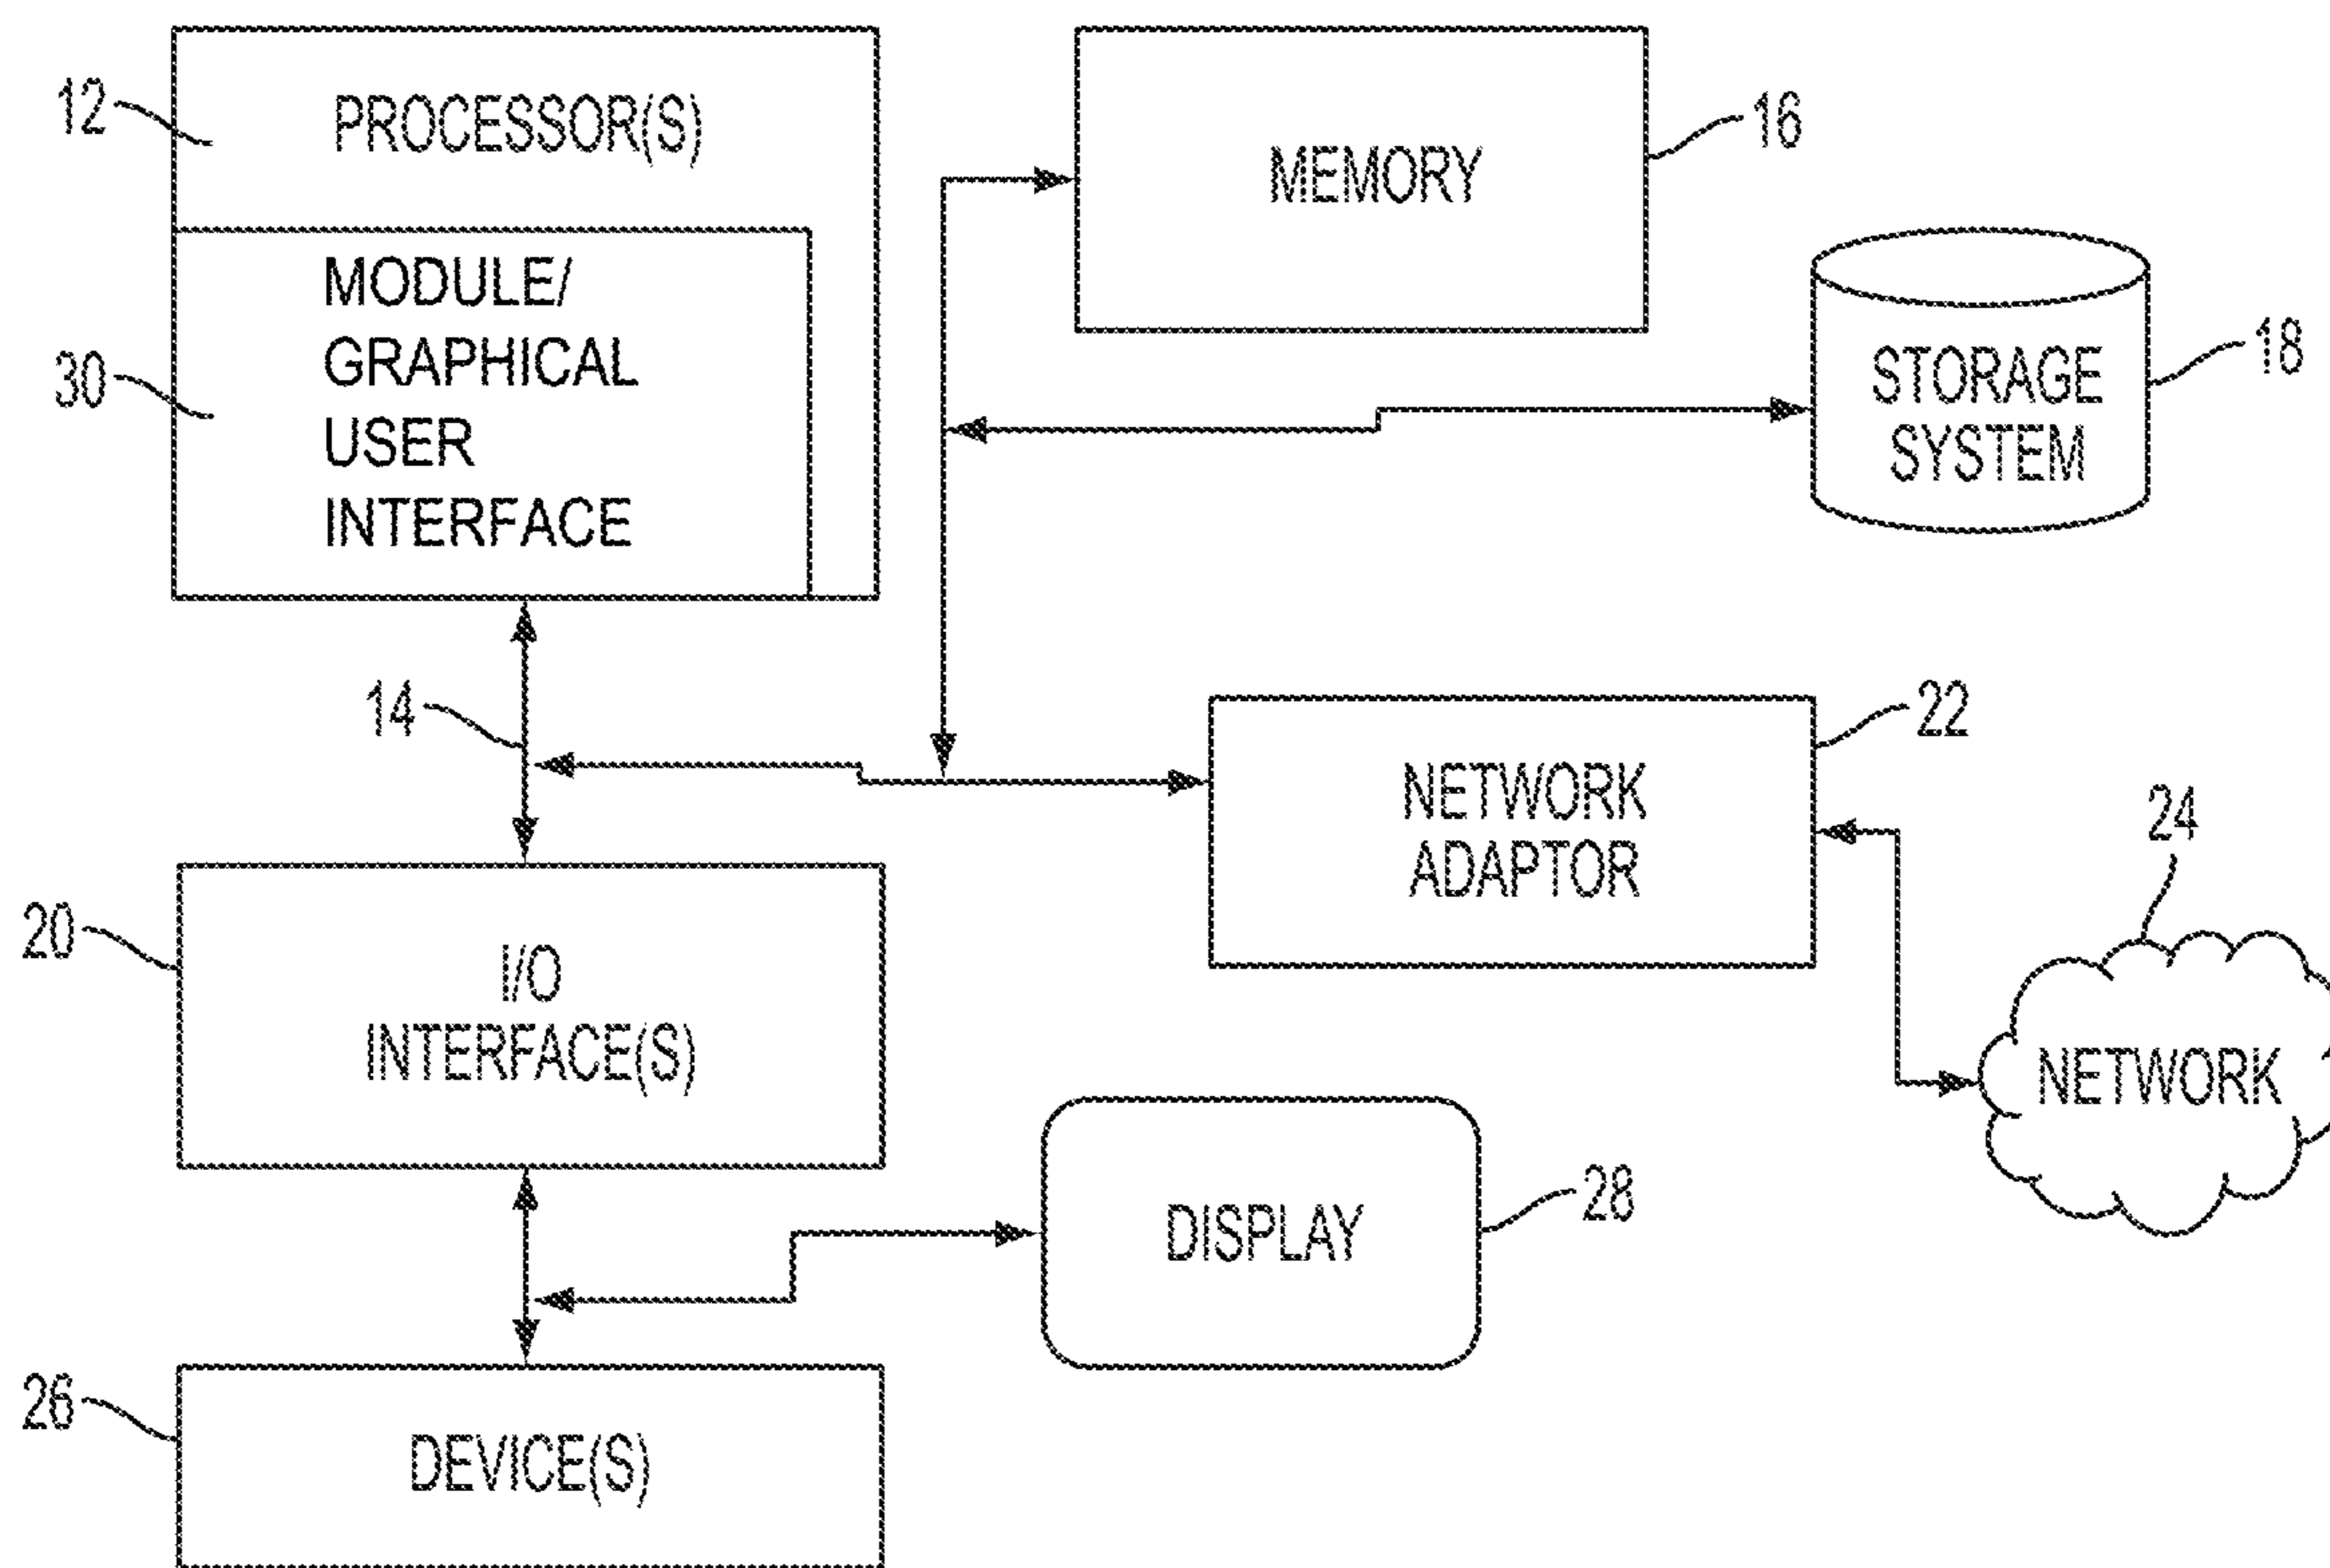 12
PROCESSOR(S)
MODULE/
GRAPHICAL
USER
INTERFACE
30
MEMORY
16
STORAGE
SYSTEM
18
14
NETWORK
ADAPTOR
22
24
NETWORK
20
I/O
INTERFACE(S)
DISPLAY
28
26
DEVICE(S)